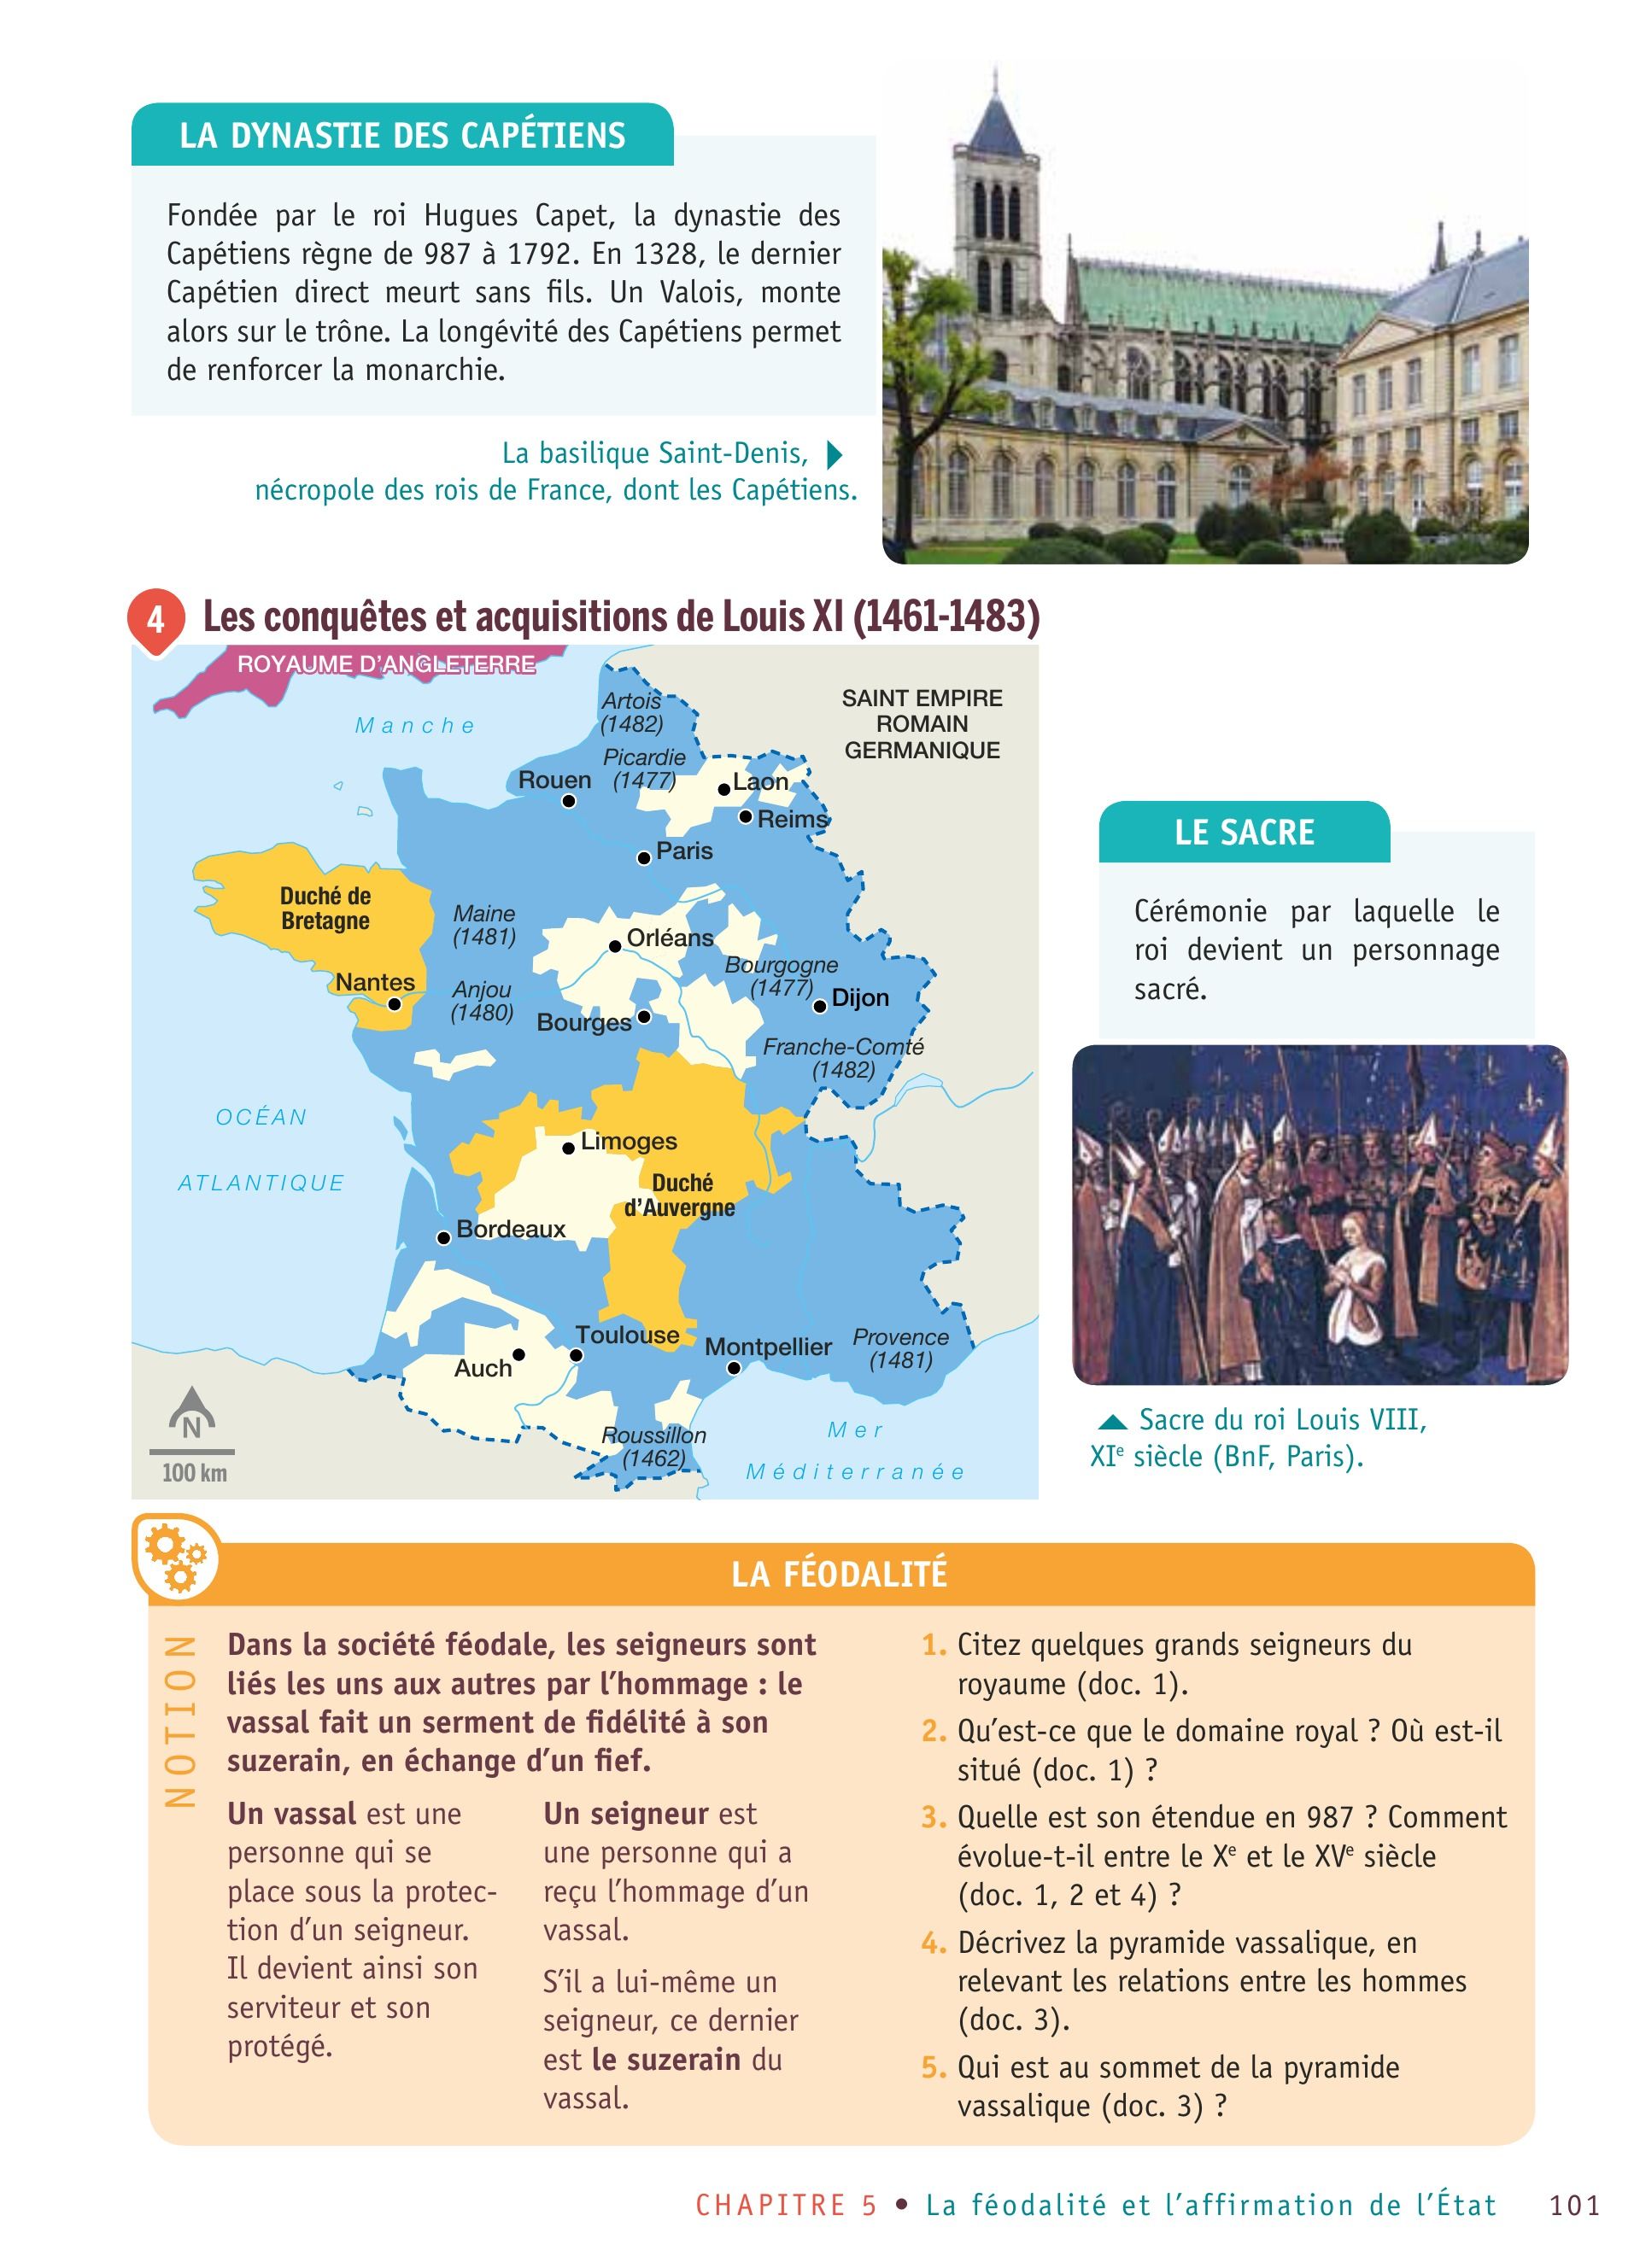 LA DYNASTIE DES CAPÉTIENS
Fondée par le roi Hugues Capet, la dynastie des
Capétiens règne de 987 à 1792. En 1328, le dernier
Capétien direct meurt sans fils. Un Valois, monte
alors sur le trône. La longévité des Capétiens permet
de renforcer la monarchie.
La basilique Saint-Denis,
nécropole des rois de France, dont les Capétiens.
4 Les conquêtes et acquisitions de Louis XI (1461-1483)
ROYAUME D'ANGLETERRE
Manche
Artois
(1482)
SAINT EMPIRE
ROMAIN
GERMANIQUE
Picardie
(1477)
Rouen
Laon
Reims
Paris
Duché de
Bretagne
Maine
(1481)
Orléans
Nantes
Anjou
(1480)
Bourgogne
(1477)
Dijon
Bourges
Franche-Comté
(1482)
OCÉAN
ATLANTIQUE
Limoges
Duché
d'Auvergne
Bordeaux
Toulouse
Montpellier
Provence
(1481)
Auch
Roussillon
(1462)
Mer
Méditerranée
N
100 km
LE SACRE
Cérémonie par laquelle le
roi devient un personnage
sacré.
Sacre du roi Louis VIII,
XIe siècle (BnF, Paris).
LA FÉODALITÉ
NOTION
Dans la société féodale, les seigneurs sont
liés les uns aux autres par l'hommage : le
vassal fait un serment de fidélité à son
suzerain, en échange d'un fief.
Un vassal est une
personne qui se
place sous la protec-
tion d'un seigneur.
Il devient ainsi son
serviteur et son
protégé.
Un seigneur est
une personne qui a
reçu l'hommage d'un
vassal.
S'il a lui-même un
seigneur, ce dernier
est le suzerain du
vassal.
1. Citez quelques grands seigneurs du
royaume (doc. 1).
2. Qu'est-ce que le domaine royal ? Où est-il
situé (doc. 1) ?
3. Quelle est son étendue en 987 ? Comment
évolue-t-il entre le Xe et le XVe siècle
(doc. 1, 2 et 4) ?
4. Décrivez la pyramide vassalique, en
relevant les relations entre les hommes
(doc. 3).
5. Qui est au sommet de la pyramide
vassalique (doc. 3) ?
CHAPITRE 5 • La féodalité et l'affirmation de l'État 101